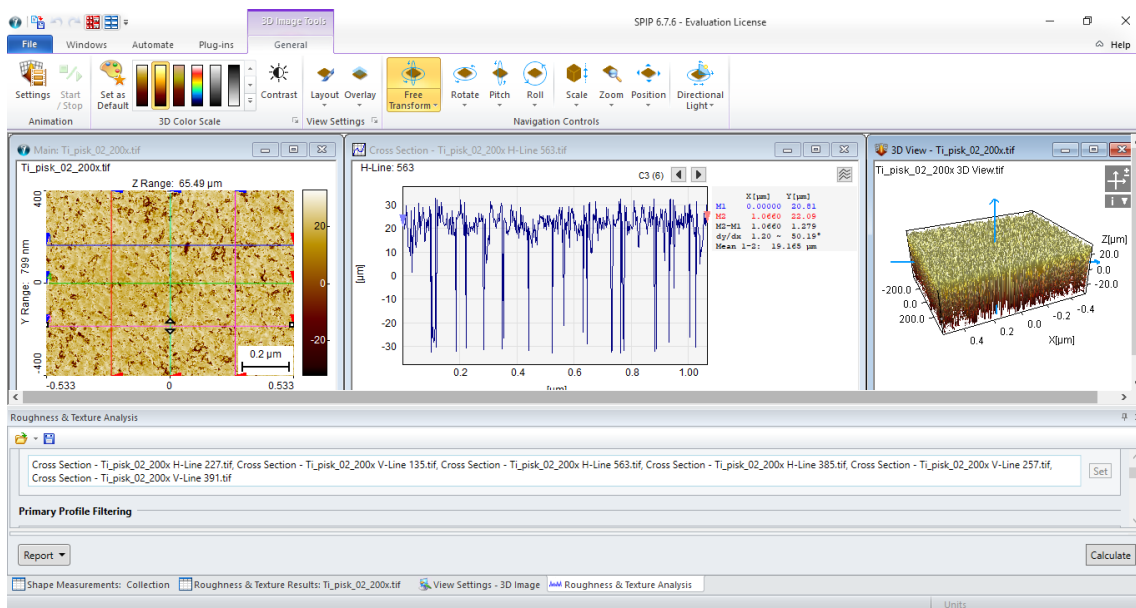 3D Image Tools
SPIP 6.7.6 - Evaluation License
File Windows Automate Plug-ins General Help
Settings Start / Stop Set as Default Contrast Layout Overlay Free Transform Rotate Pitch Roll Scale Zoom Position Directional Light
Animation 3D Color Scale View Settings Navigation Controls
Main: Ti_pisk_02_200x.tif
Ti_pisk_02_200x.tif
Z Range: 65.49 µm
Y Range: 799 nm
400
0
-400
-0.533 0 0.533
0.2 µm
20
0
-20
Cross Section - Ti_pisk_02_200x H-Line 563.tif
H-Line: 563
C3 (6)
[µm]
30
20
10
0
-10
-20
-30
0.2 0.4 0.6 0.8 1.00
[µm]
X[µm] Y[µm]
M1 0.00000 20.81
M2 1.0660 22.09
M2-M1 1.0660 1.279
dy/dx 1.20 ~ 50.19°
Mean 1-2: 19.165 µm
3D View - Ti_pisk_02_200x.tif
Ti_pisk_02_200x 3D View.tif
Z[µm]
20.0
0.0
-20.0
-200.0
0.0
200.0
0.4 0.2 0.0 -0.2 -0.4
X[µm]
Roughness & Texture Analysis
Cross Section - Ti_pisk_02_200x H-Line 227.tif, Cross Section - Ti_pisk_02_200x V-Line 135.tif, Cross Section - Ti_pisk_02_200x H-Line 563.tif, Cross Section - Ti_pisk_02_200x H-Line 385.tif, Cross Section - Ti_pisk_02_200x V-Line 257.tif,
Cross Section - Ti_pisk_02_200x V-Line 391.tif
Set
Primary Profile Filtering
Report Calculate
Shape Measurements: Collection Roughness & Texture Results: Ti_pisk_02_200x.tif View Settings - 3D Image Roughness & Texture Analysis
Units